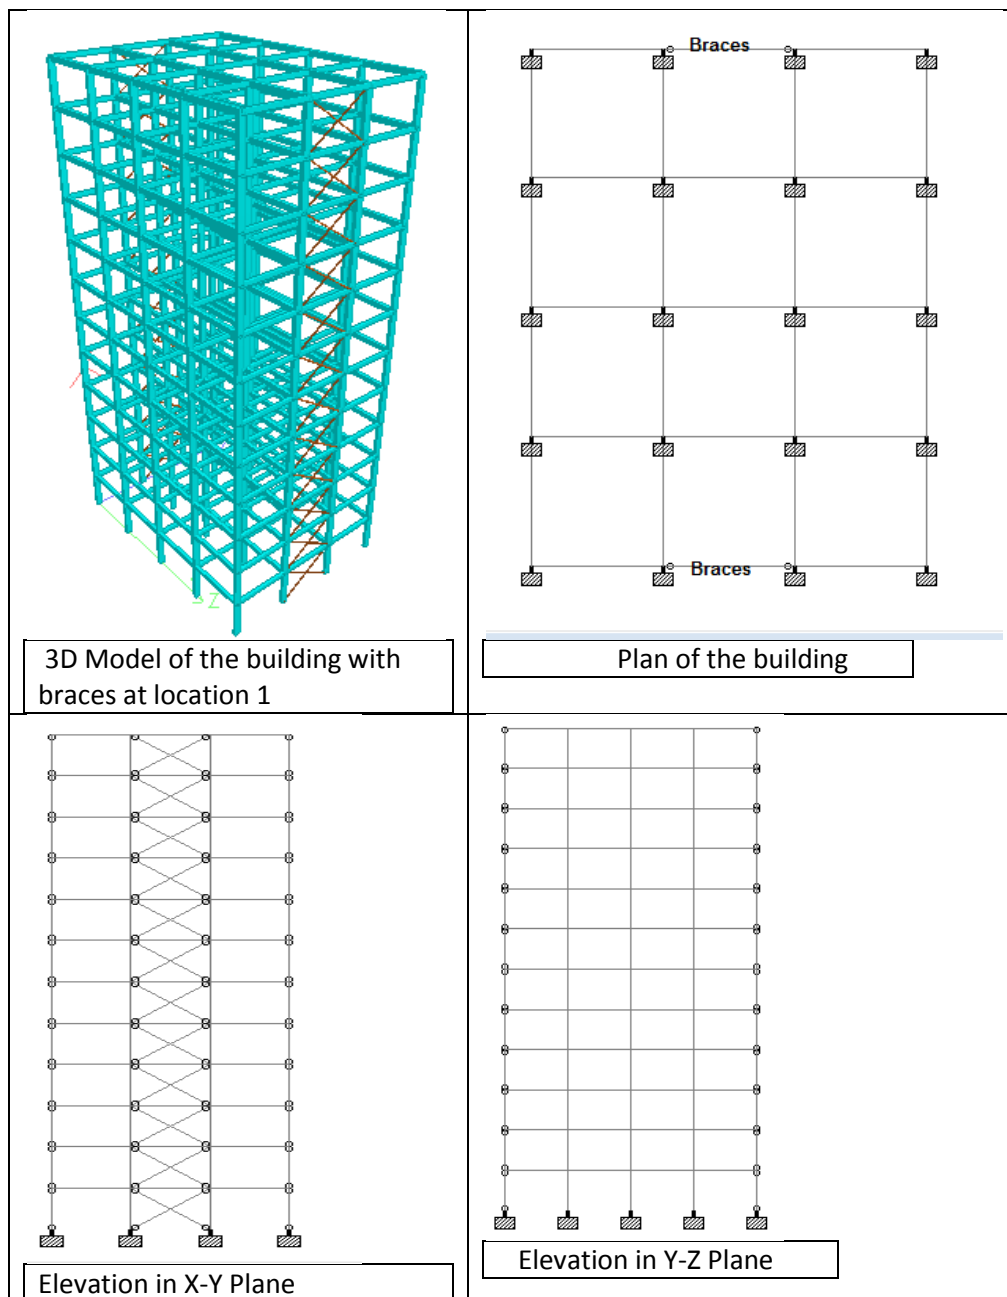 Braces
Braces
Z
3D Model of the building with
braces at location 1
Plan of the building
Elevation in X-Y Plane
Elevation in Y-Z Plane